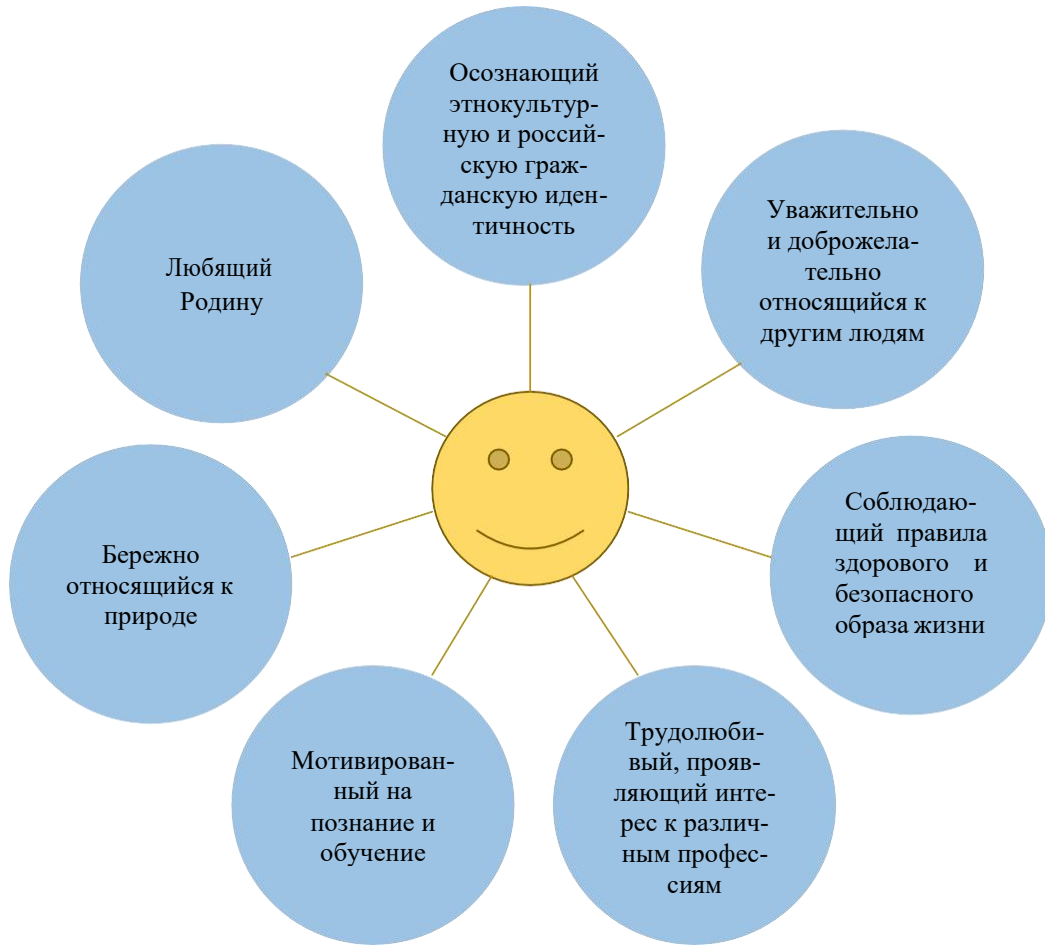 Осознающий
этнокультур-
ную и россий-
скую граж-
данскую иден-
тичность
Уважительно
и доброжела-
тельно
относящийся к
другим людям
Соблюдаю-
щий правила
здорового и
безопасного
образа жизни
Трудолюби-
вый, прояв-
ляющий инте-
рес к различ-
ным профес-
сиям
Мотивирован-
ный на
познание и
обучение
Бережно
относящийся к
природе
Любящий
Родину